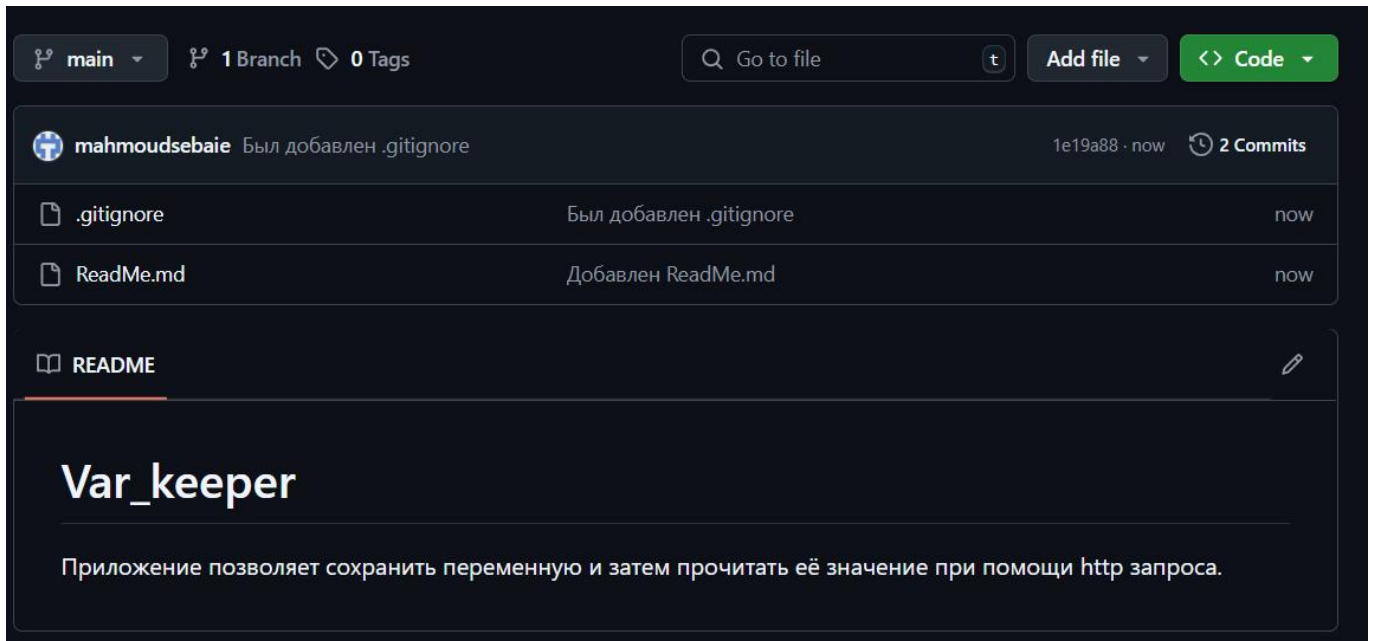 main 1 Branch 0 Tags Go to file t Add file <> Code
mahmoudsebaie Был добавлен .gitignore 1e19a88 · now 2 Commits
.gitignore Был добавлен .gitignore now
ReadMe.md Добавлен ReadMe.md now
README
Var_keeper
Приложение позволяет сохранить переменную и затем прочитать её значение при помощи http запроса.